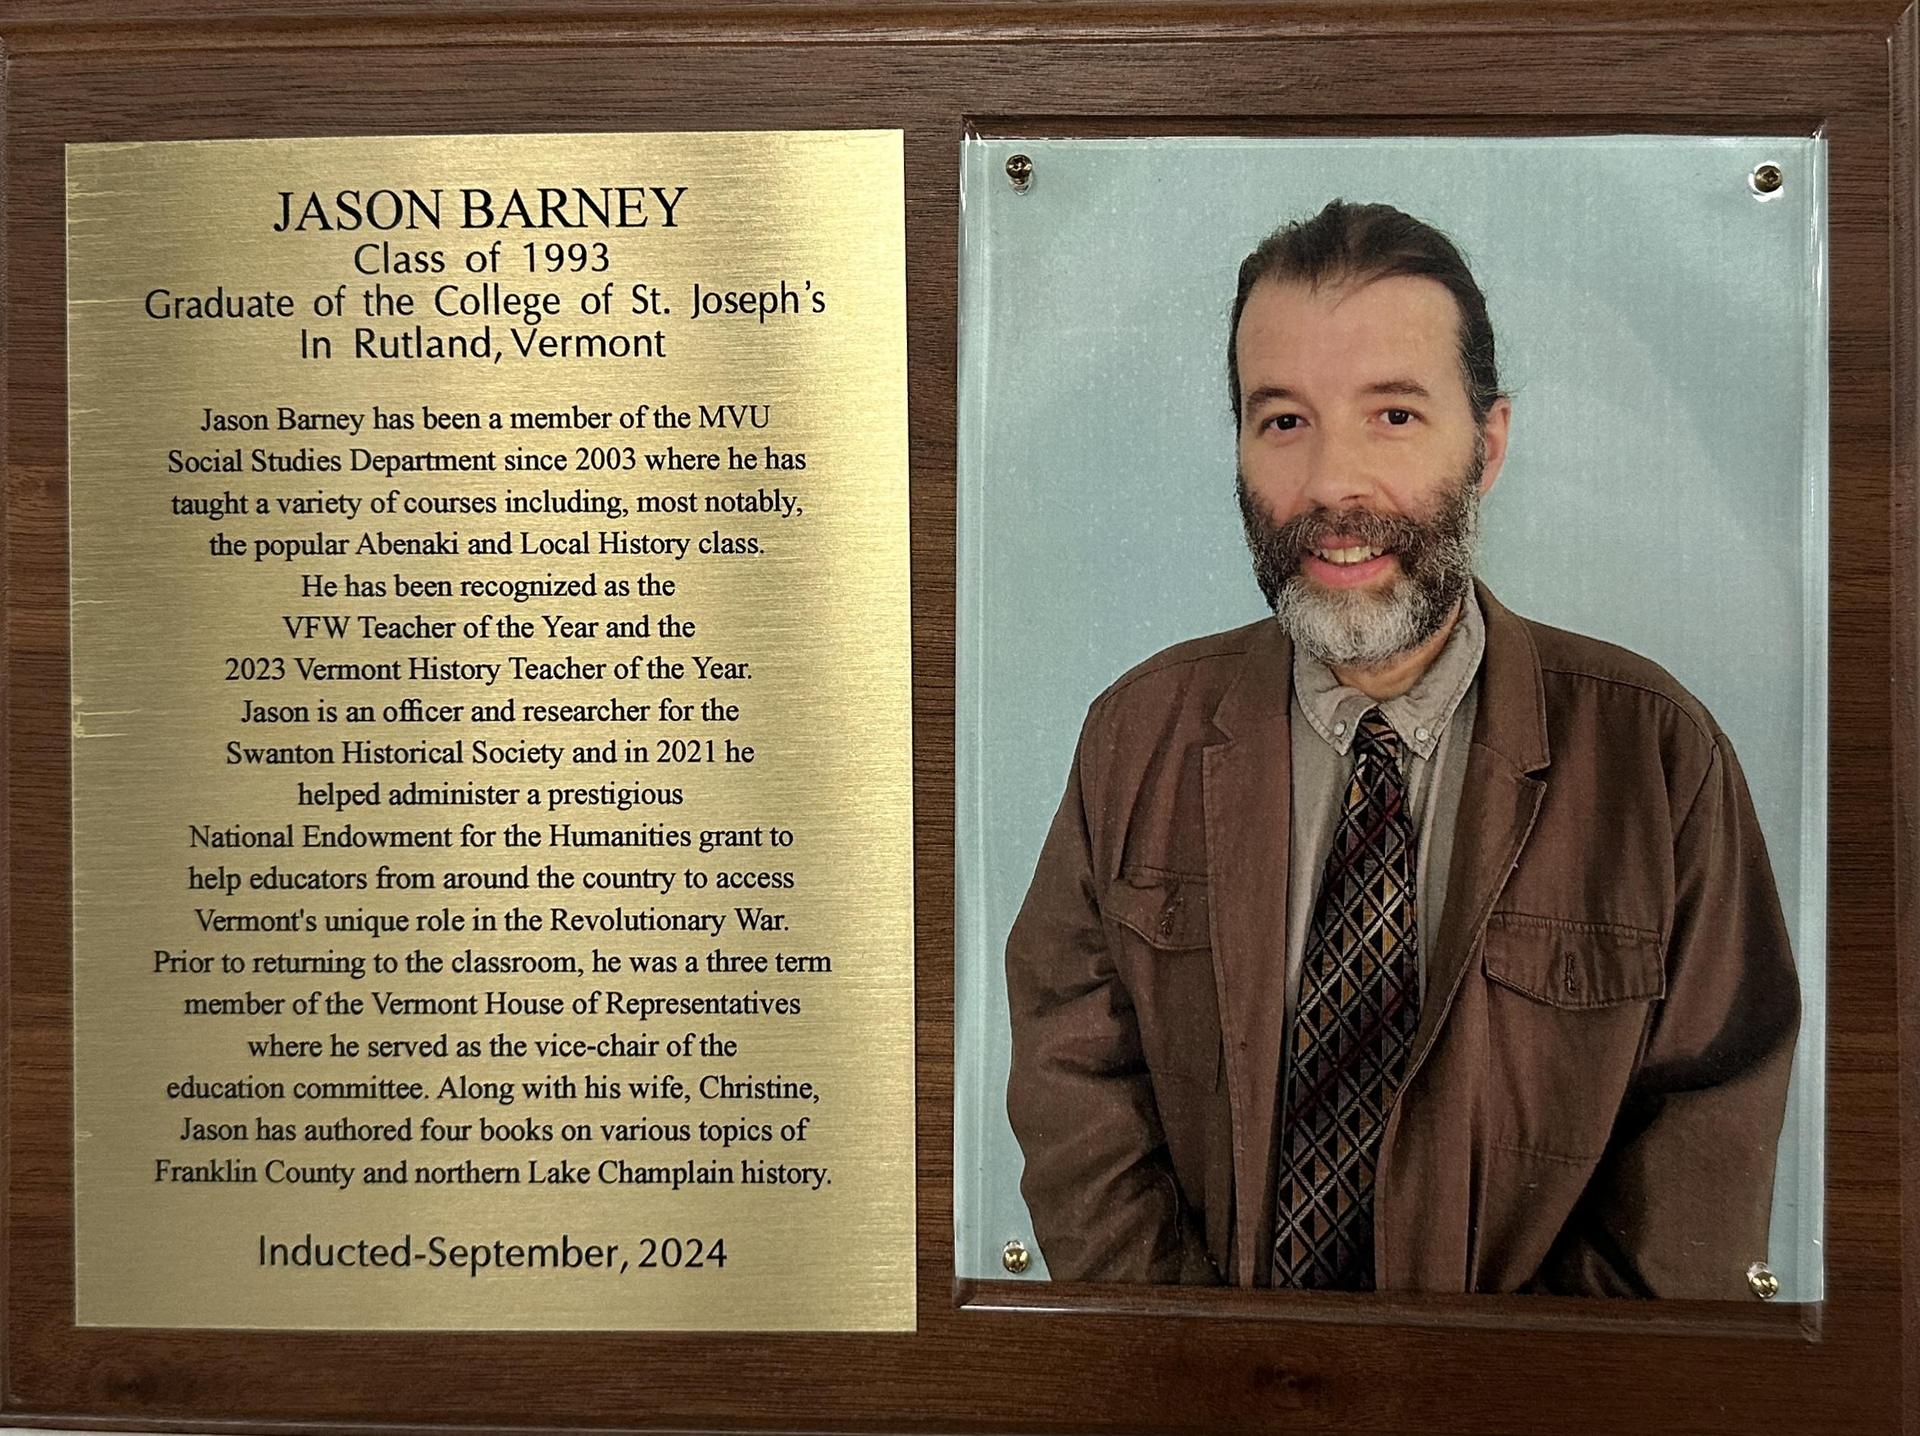 JASON BARNEY
Class of 1993
Graduate of the College of St. Joseph's
In Rutland, Vermont
Jason Barney has been a member of the MVU
Social Studies Department since 2003 where he has
taught a variety of courses including, most notably,
the popular Abenaki and Local History class.
He has been recognized as the
VFW Teacher of the Year and the
2023 Vermont History Teacher of the Year.
Jason is an officer and researcher for the
Swanton Historical Society and in 2021 he
helped administer a prestigious
National Endowment for the Humanities grant to
help educators from around the country to access
Vermont's unique role in the Revolutionary War.
Prior to returning to the classroom, he was a three term
member of the Vermont House of Representatives
where he served as the vice-chair of the
education committee. Along with his wife, Christine,
Jason has authored four books on various topics of
Franklin County and northern Lake Champlain history.
Inducted-September, 2024